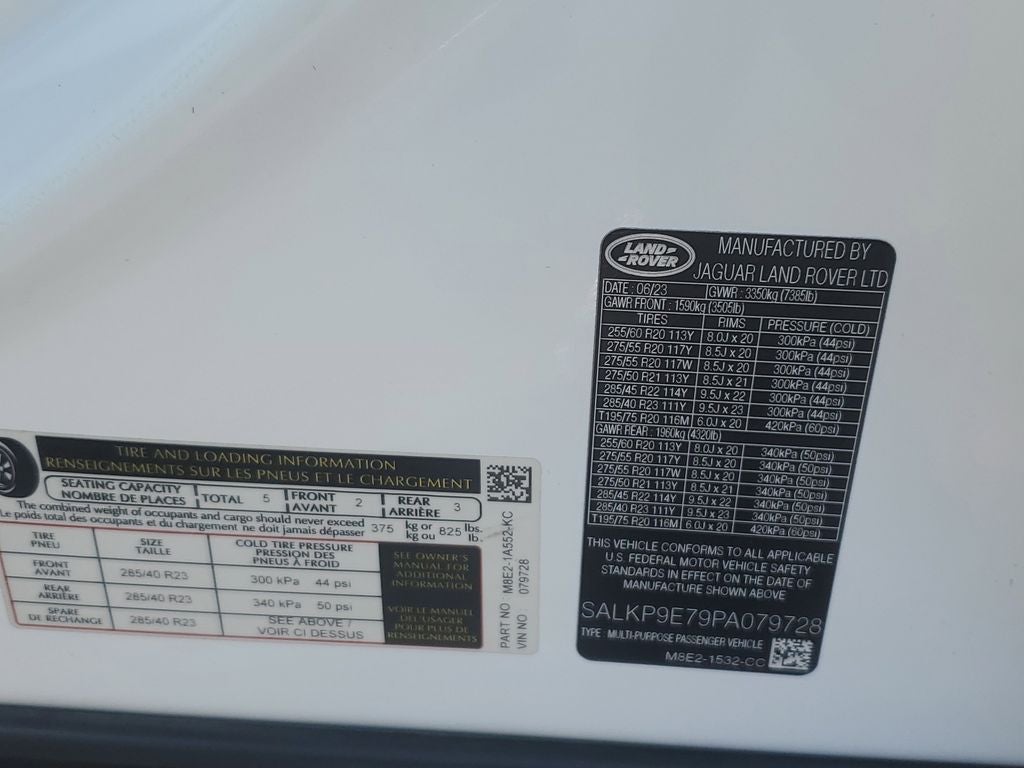 TIRE AND LOADING INFORMATION
RENSEIGNEMENTS SUR LES PNEUS ET LE CHARGEMENT
SEATING CAPACITY
NOMBRE DE PLACES
TOTAL 5
FRONT
AVANT 2
REAR
ARRIÈRE 3
The combined weight of occupants and cargo should never exceed
Le poids total des occupants et du chargement ne doit jamais dépasser
375 kg or 825 lbs.
kg ou lb.
TIRE
PNEU
SIZE
TAILLE
COLD TIRE PRESSURE
PRESSION DES
PNEUS À FROID
FRONT
AVANT
285/40 R23
300 kPa 44 psi
REAR
ARRIÈRE
285/40 R23
340 kPa 50 psi
SPARE
DE RECHANGE
285/40 R23
SEE ABOVE /
VOIR CI DESSUS
SEE OWNER'S
MANUAL FOR
ADDITIONAL
INFORMATION
VOIR LE MANUEL
DE L'USAGER
POUR PLUS DE
RENSEIGNEMENTS
PART NO M8E2-1A552-KC
VIN NO : 079728
LAND-
-ROVER
MANUFACTURED BY
JAGUAR LAND ROVER LTD
DATE : 06/23 GVWR : 3350kg (7385lb)
GAWR FRONT : 1590kg (3505lb)
TIRES RIMS PRESSURE (COLD)
255/60 R20 113Y 8.0J x 20 300kPa (44psi)
275/55 R20 117Y 8.5J x 20 300kPa (44psi)
275/55 R20 117W 8.5J x 20 300kPa (44psi)
275/50 R21 113Y 8.5J x 21 300kPa (44psi)
285/45 R22 114Y 9.5J x 22 300kPa (44psi)
285/40 R23 111Y 9.5J x 23 300kPa (44psi)
T195/75 R20 116M 6.0J x 20 420kPa (60psi)
GAWR REAR : 1960kg (4320lb)
255/60 R20 113Y 8.0J x 20 340kPa (50psi)
275/55 R20 117Y 8.5J x 20 340kPa (50psi)
275/55 R20 117W 8.5J x 20 340kPa (50psi)
275/50 R21 113Y 8.5J x 21 340kPa (50psi)
285/45 R22 114Y 9.5J x 22 340kPa (50psi)
285/40 R23 111Y 9.5J x 23 340kPa (50psi)
T195/75 R20 116M 6.0J x 20 420kPa (60psi)
THIS VEHICLE CONFORMS TO ALL APPLICABLE
U.S. FEDERAL MOTOR VEHICLE SAFETY
STANDARDS IN EFFECT ON THE DATE OF
MANUFACTURE SHOWN ABOVE
SALKP9E79PA079728
TYPE : MULTI-PURPOSE PASSENGER VEHICLE
M8E2-1532-CC